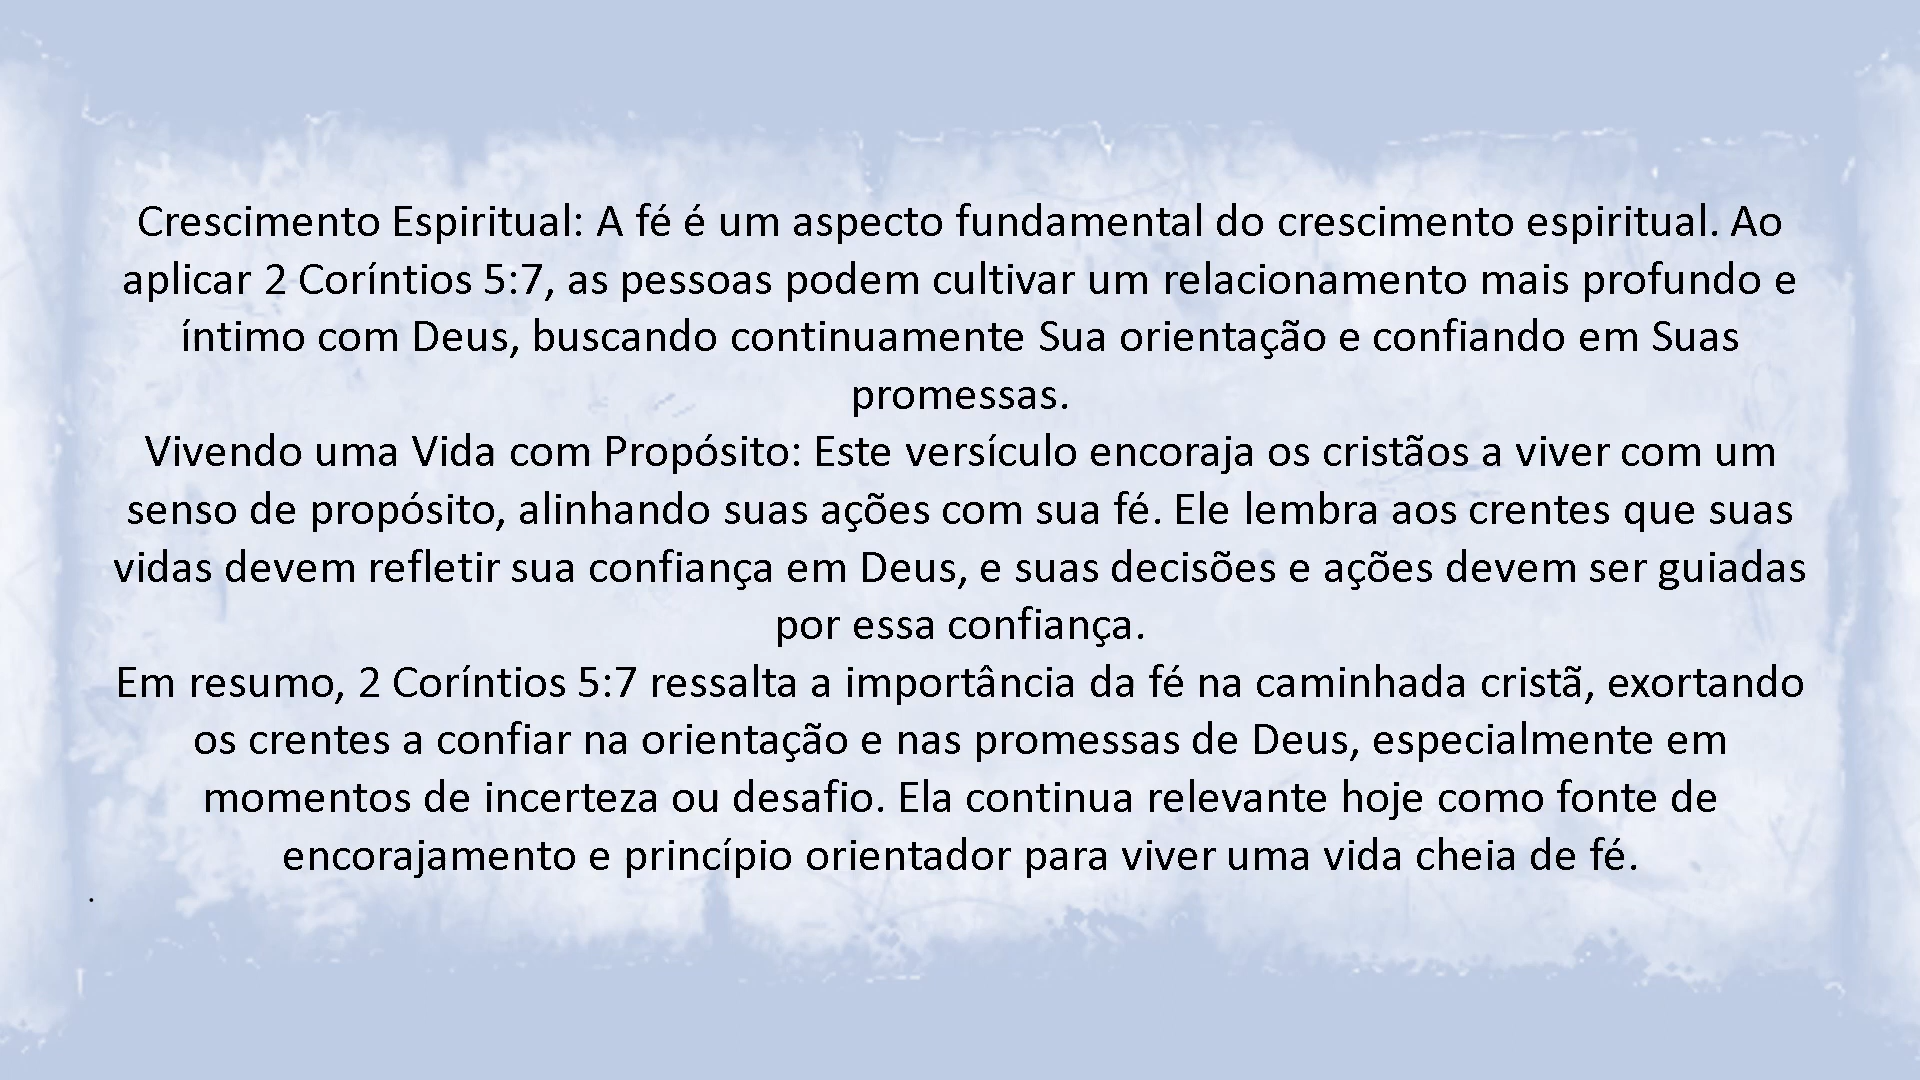 Crescimento Espiritual: A fé é um aspecto fundamental do crescimento espiritual. Ao
aplicar 2 Coríntios 5:7, as pessoas podem cultivar um relacionamento mais profundo e
íntimo com Deus, buscando continuamente Sua orientação e confiando em Suas
promessas.
Vivendo uma Vida com Propósito: Este versículo encoraja os cristãos a viver com um
senso de propósito, alinhando suas ações com sua fé. Ele lembra aos crentes que suas
vidas devem refletir sua confiança em Deus, e suas decisões e ações devem ser guiadas
por essa confiança.
Em resumo, 2 Coríntios 5:7 ressalta a importância da fé na caminhada cristã, exortando
os crentes a confiar na orientação e nas promessas de Deus, especialmente em
momentos de incerteza ou desafio. Ela continua relevante hoje como fonte de
encorajamento e princípio orientador para viver uma vida cheia de fé.
.